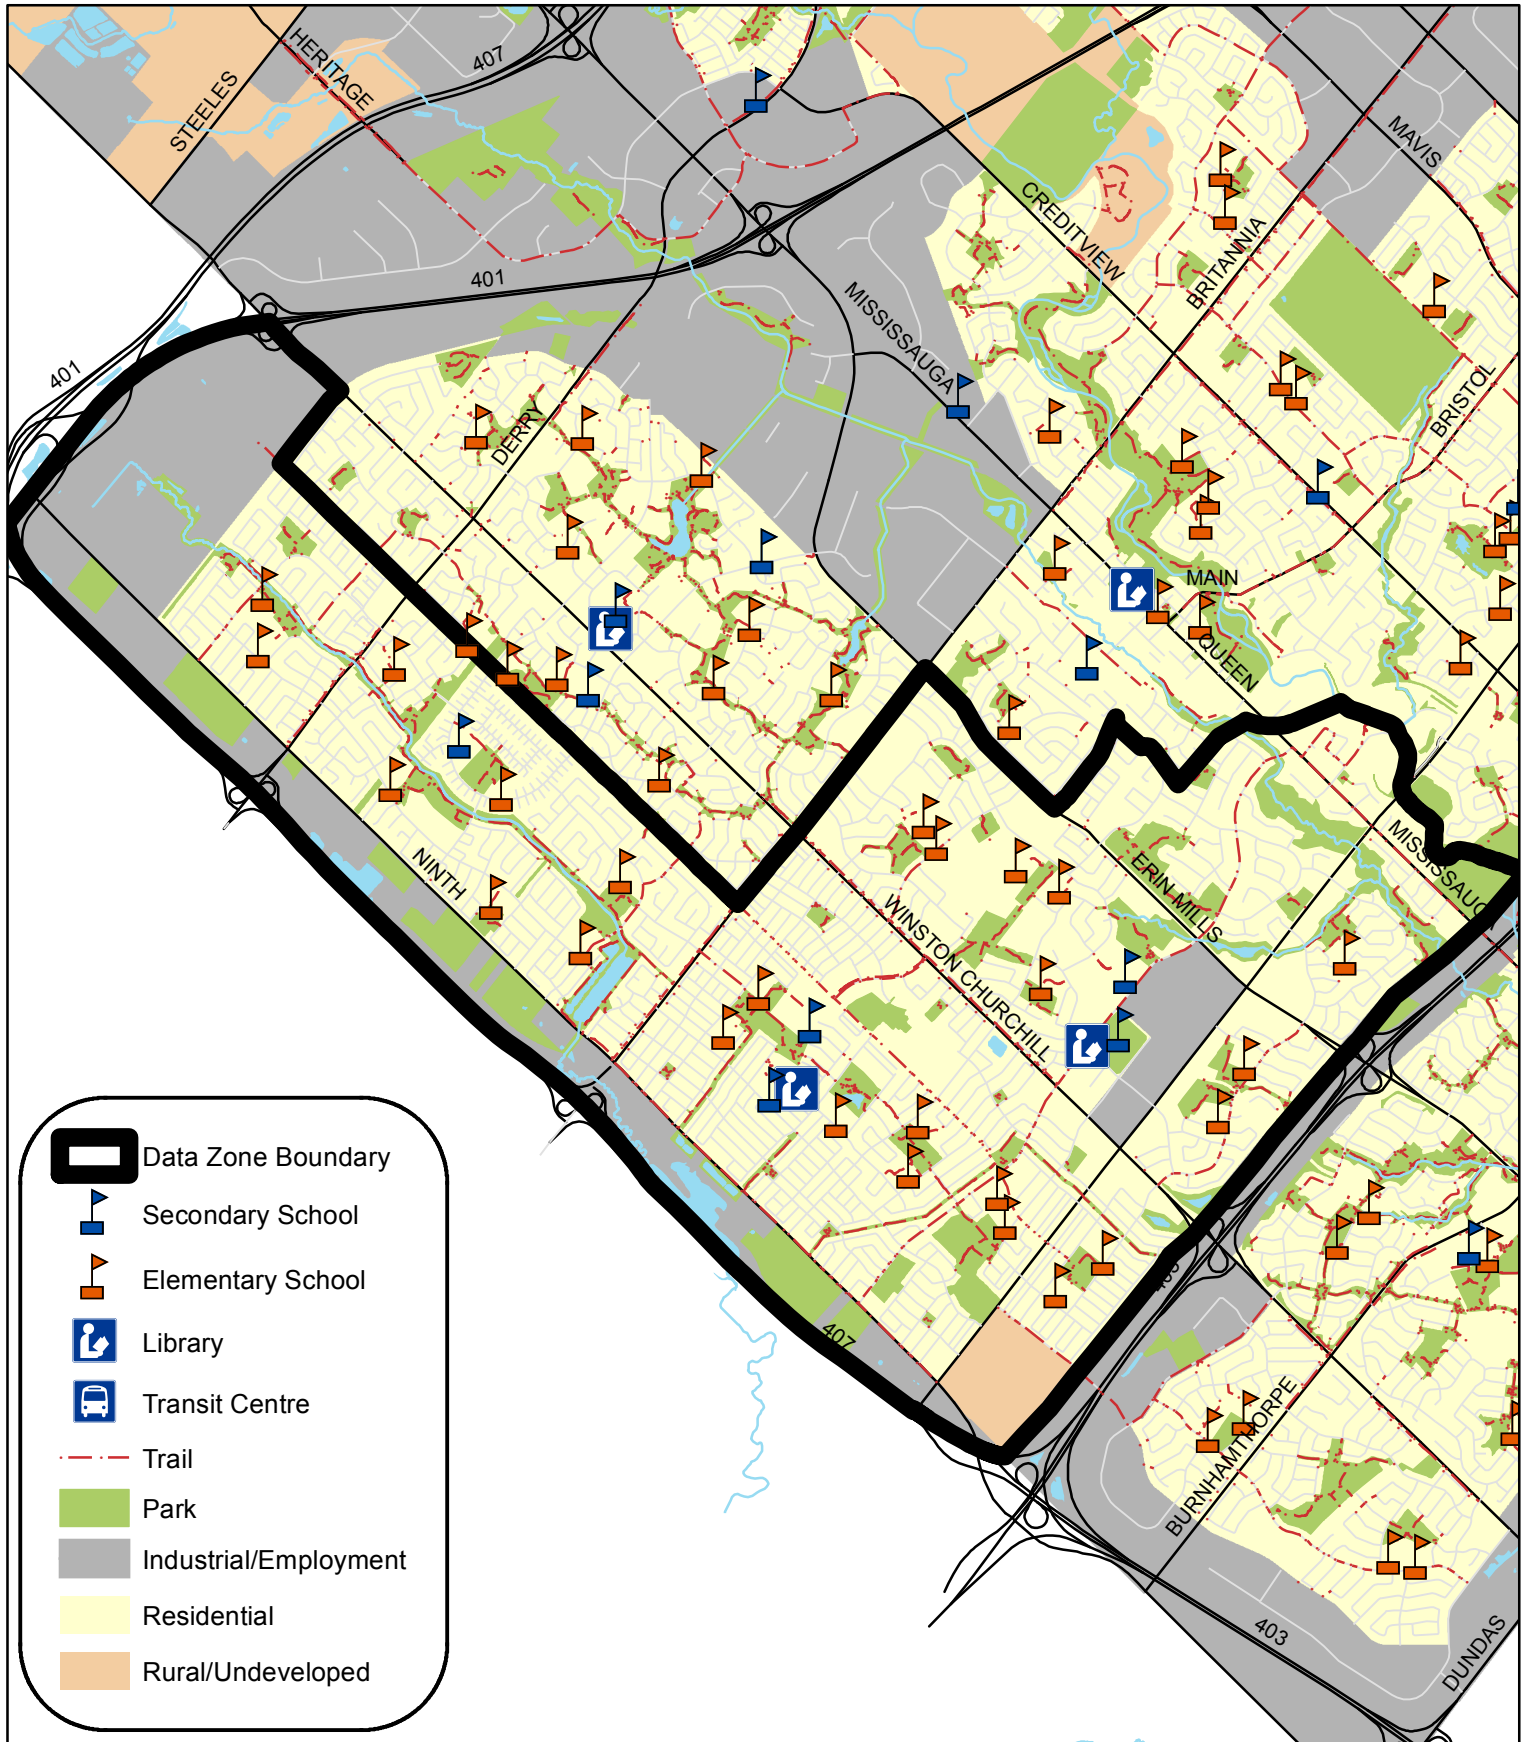 HERITAGE
407
STEELES
MAVIS
CREDITVIEW
BRITANNIA
401
MISSISSAUGA
401
BRISTOL
DERRY
MAIN
QUEEN
NINTH
MISSISSAUG
ERIN MILLS
WINSTON CHURCHILL
407
BURNHAMTHORPE
403
DUNDAS
Data Zone Boundary
Secondary School
Elementary School
Library
Transit Centre
Trail
Park
Industrial/Employment
Residential
Rural/Undeveloped